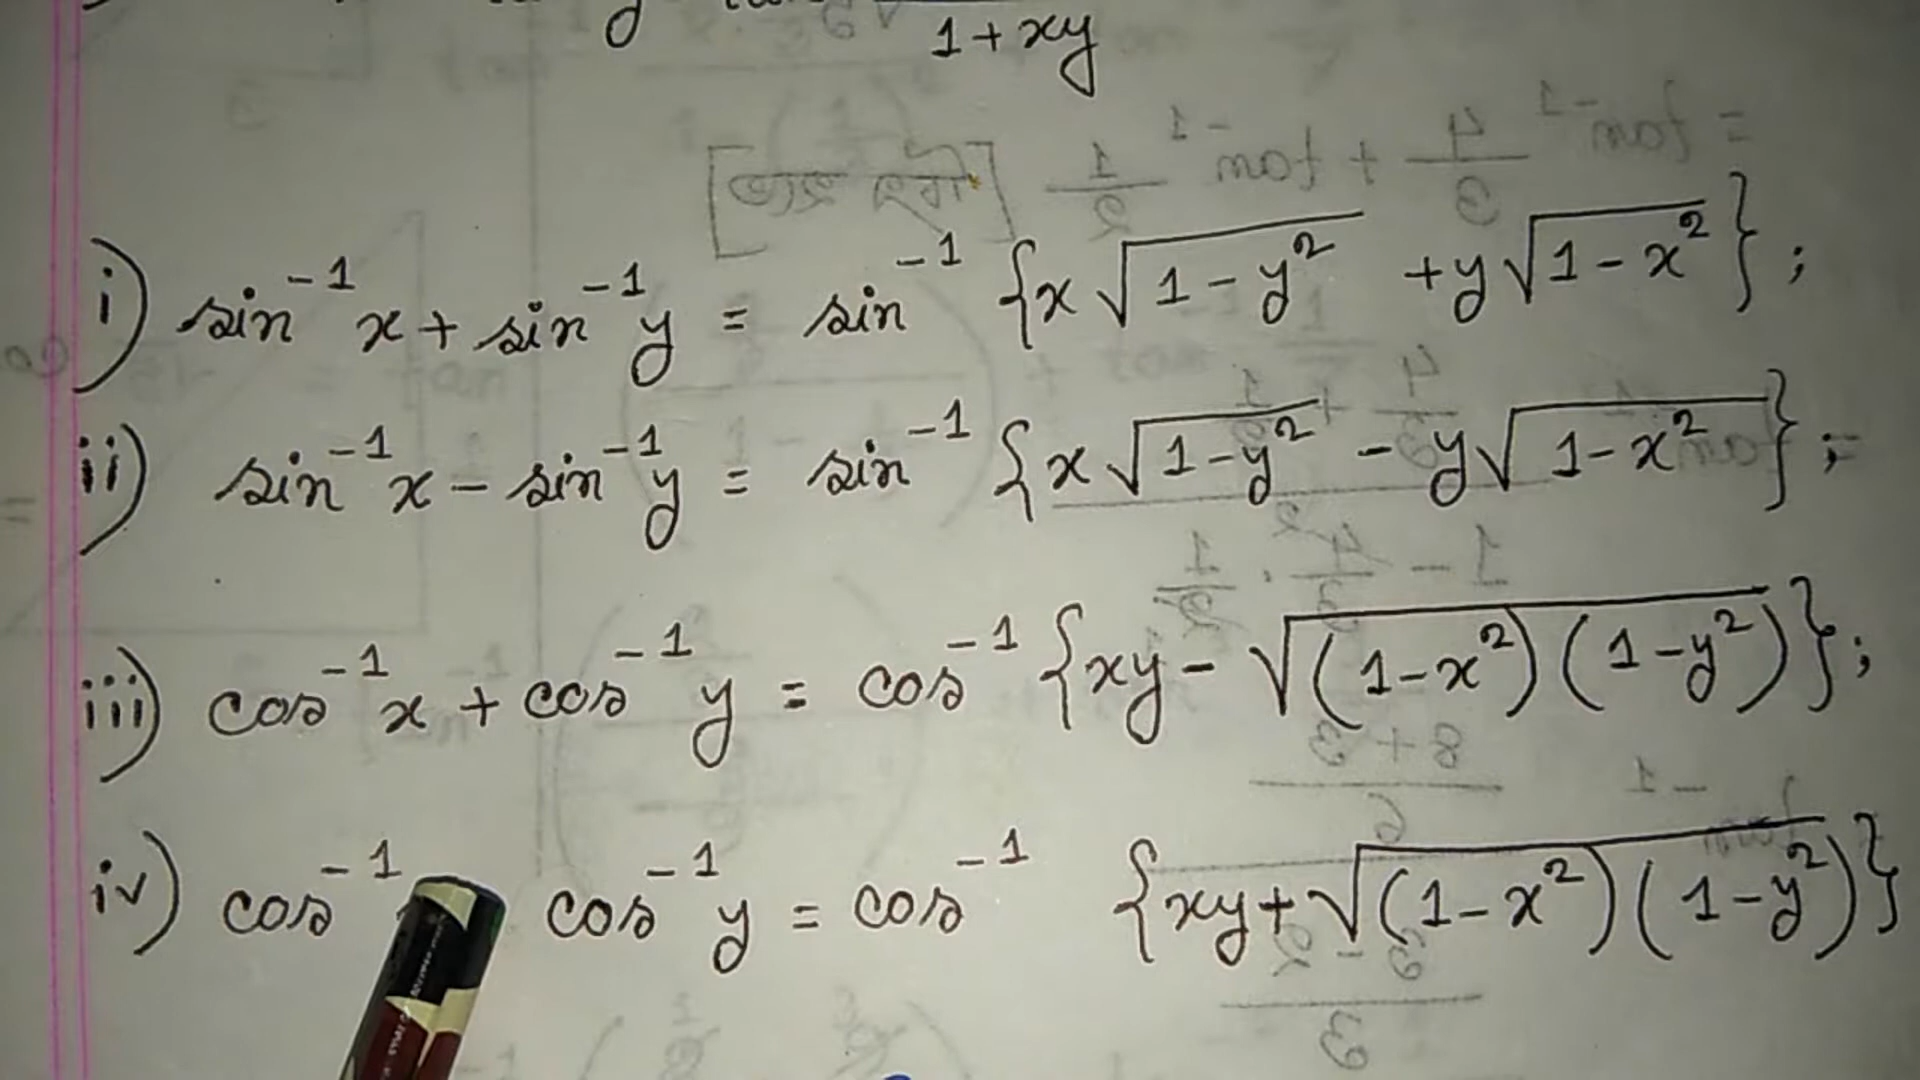 1+xy
i) sin⁻¹x + sin⁻¹y = sin⁻¹ {x√(1-y²) + y√(1-x²)};
ii) sin⁻¹x - sin⁻¹y = sin⁻¹ {x√(1-y²) - y√(1-x²)};
iii) cos⁻¹x + cos⁻¹y = cos⁻¹ {xy - √((1-x²)(1-y²))};
iv) cos⁻¹ cos⁻¹y = cos⁻¹ {xy + √((1-x²)(1-y²))}